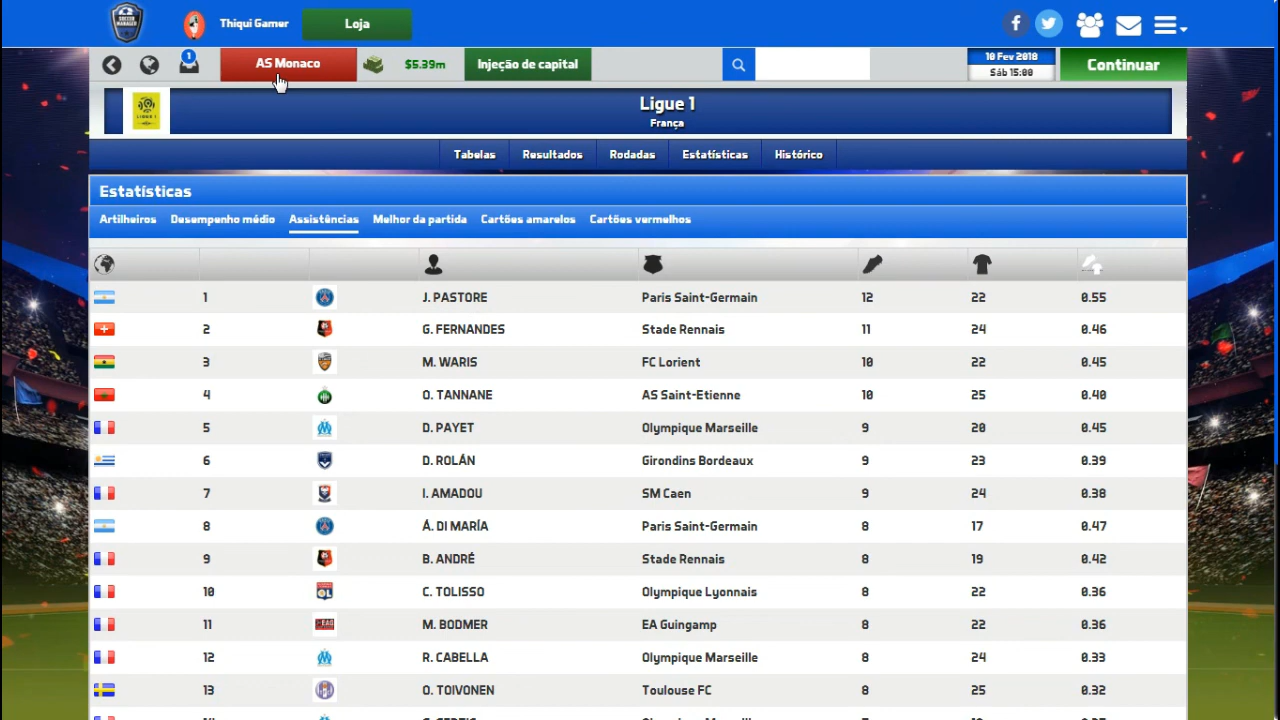 Thiqui Gamer Loja
1 AS Monaco $5.39m Injeção de capital 10 Fev 2018 Continuar
Sáb 15:00
Ligue 1
França
Tabelas Resultados Rodadas Estatísticas Histórico
Estatísticas
Artilheiros Desempenho médio Assistências Melhor da partida Cartões amarelos Cartões vermelhos
1 J. PASTORE Paris Saint-Germain 12 22 0.55
2 G. FERNANDES Stade Rennais 11 24 0.46
3 M. WARIS FC Lorient 10 22 0.45
4 O. TANNANE AS Saint-Etienne 10 25 0.40
5 D. PAYET Olympique Marseille 9 20 0.45
6 D. ROLÁN Girondins Bordeaux 9 23 0.39
7 I. AMADOU SM Caen 9 24 0.38
8 Á. DI MARÍA Paris Saint-Germain 8 17 0.47
9 B. ANDRÉ Stade Rennais 8 19 0.42
10 C. TOLISSO Olympique Lyonnais 8 22 0.36
11 M. BODMER EA Guingamp 8 22 0.36
12 R. CABELLA Olympique Marseille 8 24 0.33
13 O. TOIVONEN Toulouse FC 8 25 0.32